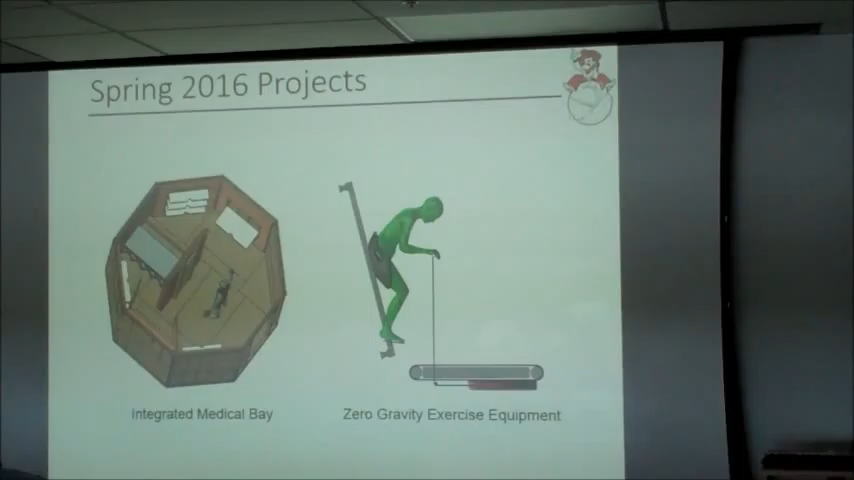 Spring 2016 Projects
Integrated Medical Bay
Zero Gravity Exercise Equipment